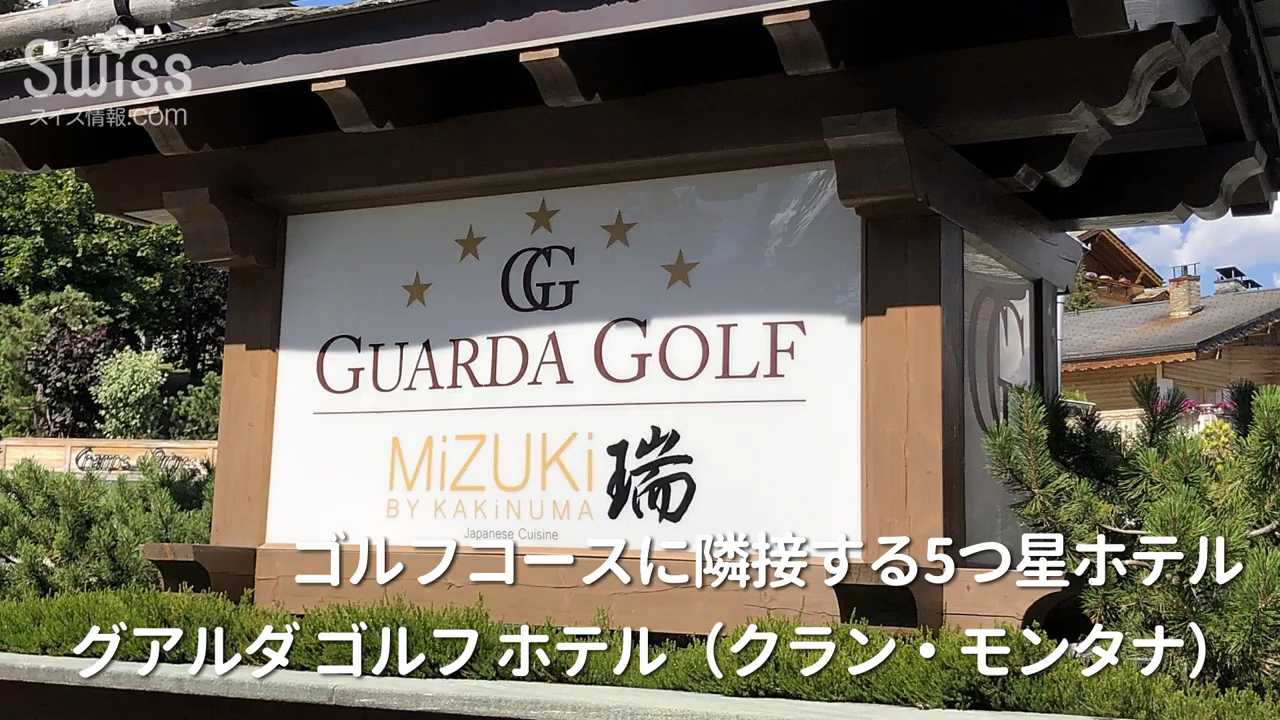 Swiss
スイス情報.com
GG
GUARDA GOLF
MiZUKi
BY KAKiNUMA
瑞
Japanese Cuisine
ゴルフコースに隣接する5つ星ホテル
グアルダ ゴルフ ホテル（クラン・モンタナ）